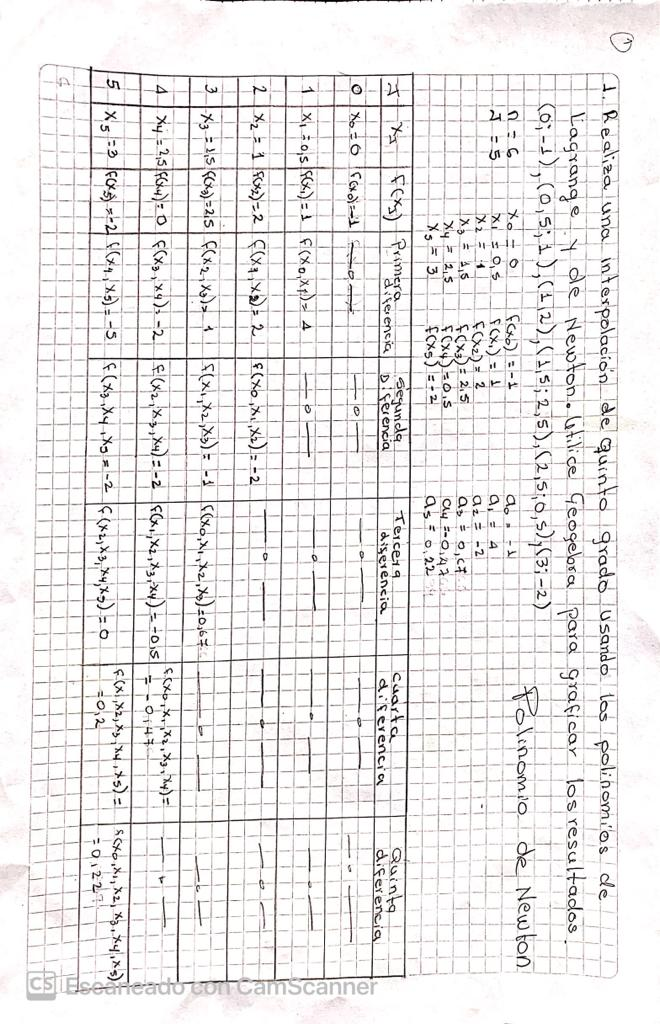 1
1. Realiza una interpolación de quinto grado usando los polinomios de
Lagrange y de Newton. Utilice Geogebra para graficar los resultados.
(0;-1),(0,5;1),(1,2),(1,5;2,5),(2,5;0,5),(3;-2)
Polinomio de Newton
n = 6 x0 = 0 f(x0) = -1 a0 = -1
J = 5 x1 = 0,5 f(x1) = 1 a1 = 4
x2 = 1 f(x2) = 2 a2 = -2
x3 = 1,5 f(x3) = 2,5 a3 = 0,67
x4 = 2,5 f(x4) = 0,5 a4 = -0,47
x5 = 3 f(x5) = -2 a5 = 0,22
J xJ f(xJ) Primera diferencia Segunda Diferencia Tercera diferencia Cuarta diferencia Quinta diferencia
0 x0 = 0 f(x0) = -1 —o— —o— —o— —o— —o—
1 x1 = 0,5 f(x1) = 1 f(x0,x1) = 4 —o— —o— —o— —o—
2 x2 = 1 f(x2) = 2 f(x1,x2) = 2 f(x0,x1,x2) = -2 —o— —o— —o—
3 x3 = 1,5 f(x3) = 2,5 f(x2,x3) = 1 f(x1,x2,x3) = -1 f(x0,x1,x2,x3) = 0,67 —o— —o—
4 x4 = 2,5 f(x4) = 0 f(x3,x4) = -2 f(x2,x3,x4) = -2 f(x1,x2,x3,x4) = -0,5 f(x0,x1,x2,x3,x4) = = -0,47 —o—
5 x5 = 3 f(x5) = -2 f(x4,x5) = -5 f(x3,x4,x5 = -2 f(x2,x3,x4,x5) = 0 f(x1,x2,x3,x4,x5) = = 0,2 f(x0,x1,x2,x3,x4,x5) = 0,22
CS Escaneado con CamScanner